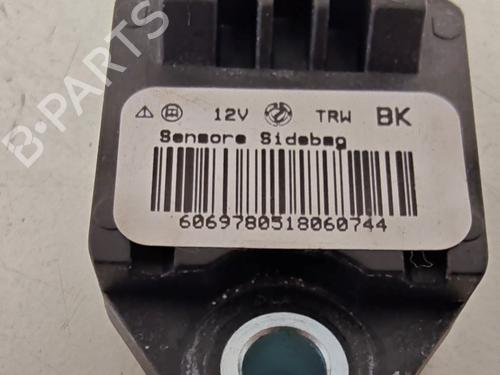 12V TRW BK
Sensore Sidebag
6069780518060744
B-PARTS